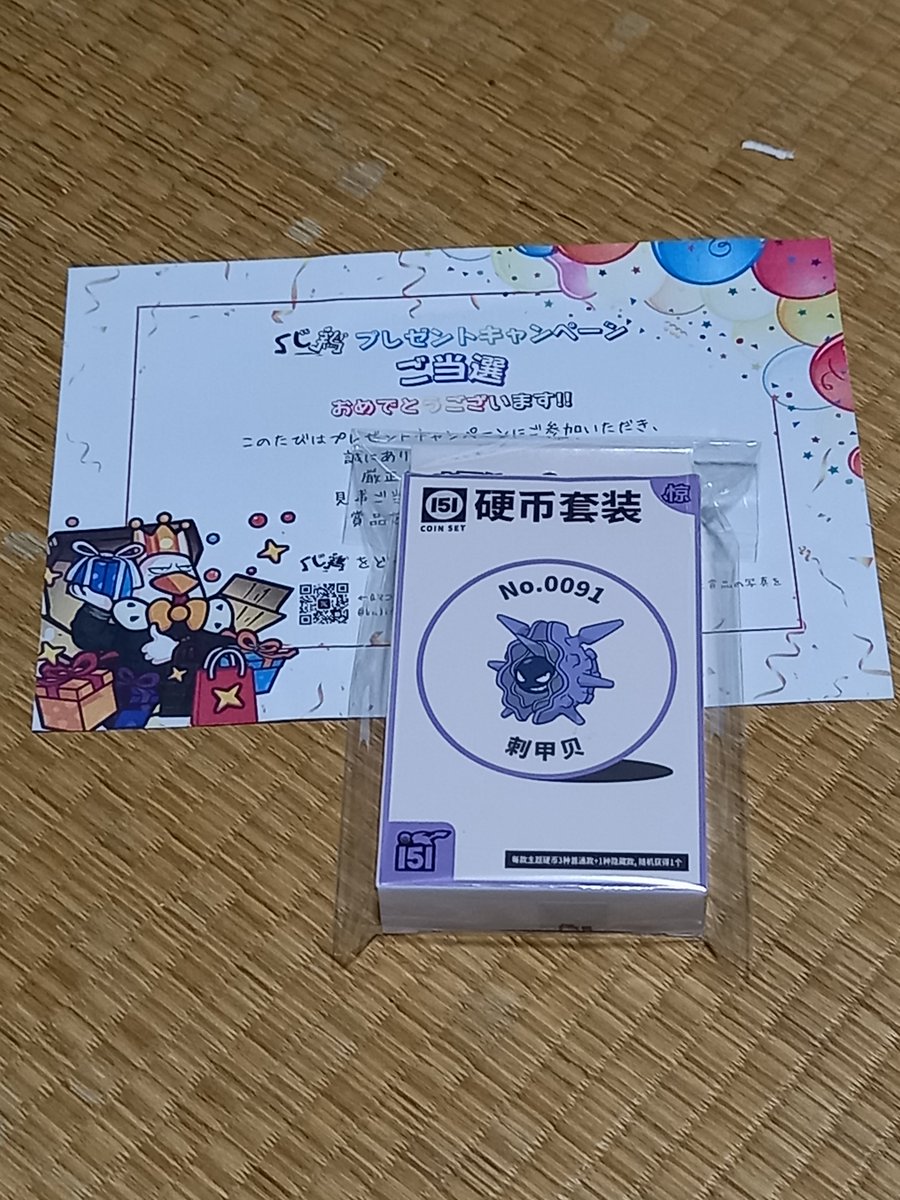 プレゼントキャンペーン
ご当選
おめでとうございます!!
このたびはプレゼントキャンペーンにご参加いただき、
誠にあり
厳正
賞品
151
COIN SET
硬币套装
惊
No.0091
刺甲贝
151
每款主题硬币3种普通款+1种隐藏款,随机获得1个